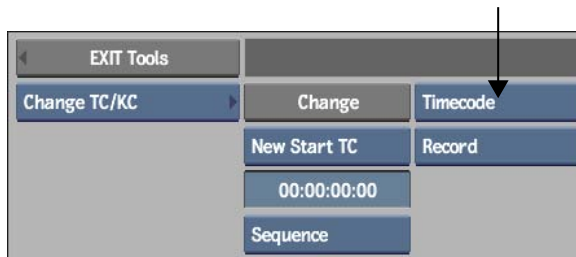 EXIT Tools
Change TC/KC Change Timecode
New Start TC Record
00:00:00:00
Sequence